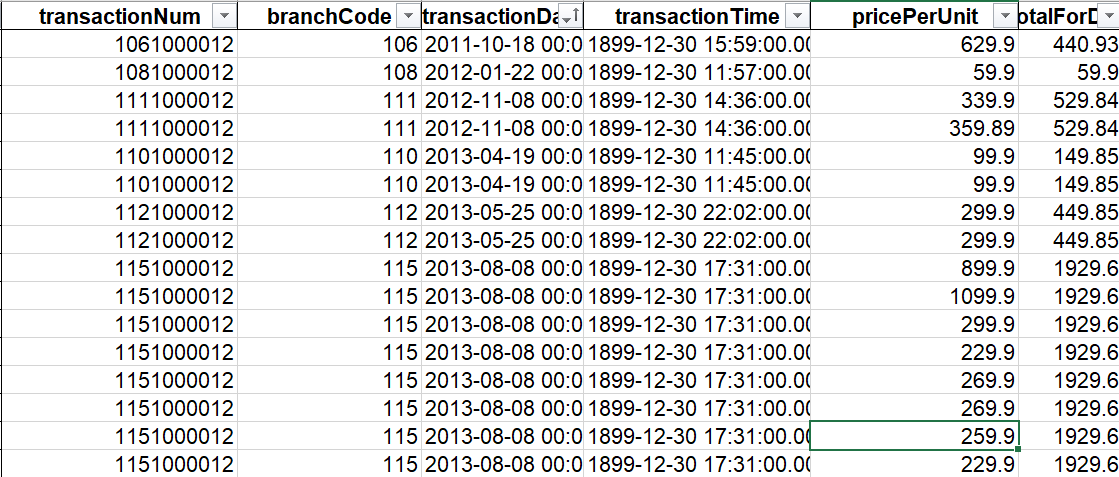 transactionNum branchCode transactionDa transactionTime pricePerUnit otalForD
1061000012 106 2011-10-18 00:0 1899-12-30 15:59:00.00 629.9 440.93
1081000012 108 2012-01-22 00:0 1899-12-30 11:57:00.00 59.9 59.9
1111000012 111 2012-11-08 00:0 1899-12-30 14:36:00.00 339.9 529.84
1111000012 111 2012-11-08 00:0 1899-12-30 14:36:00.00 359.89 529.84
1101000012 110 2013-04-19 00:0 1899-12-30 11:45:00.00 99.9 149.85
1101000012 110 2013-04-19 00:0 1899-12-30 11:45:00.00 99.9 149.85
1121000012 112 2013-05-25 00:0 1899-12-30 22:02:00.00 299.9 449.85
1121000012 112 2013-05-25 00:0 1899-12-30 22:02:00.00 299.9 449.85
1151000012 115 2013-08-08 00:0 1899-12-30 17:31:00.00 899.9 1929.6
1151000012 115 2013-08-08 00:0 1899-12-30 17:31:00.00 1099.9 1929.6
1151000012 115 2013-08-08 00:0 1899-12-30 17:31:00.00 299.9 1929.6
1151000012 115 2013-08-08 00:0 1899-12-30 17:31:00.00 229.9 1929.6
1151000012 115 2013-08-08 00:0 1899-12-30 17:31:00.00 269.9 1929.6
1151000012 115 2013-08-08 00:0 1899-12-30 17:31:00.00 269.9 1929.6
1151000012 115 2013-08-08 00:0 1899-12-30 17:31:00.00 259.9 1929.6
1151000012 115 2013-08-08 00:0 1899-12-30 17:31:00.00 229.9 1929.6